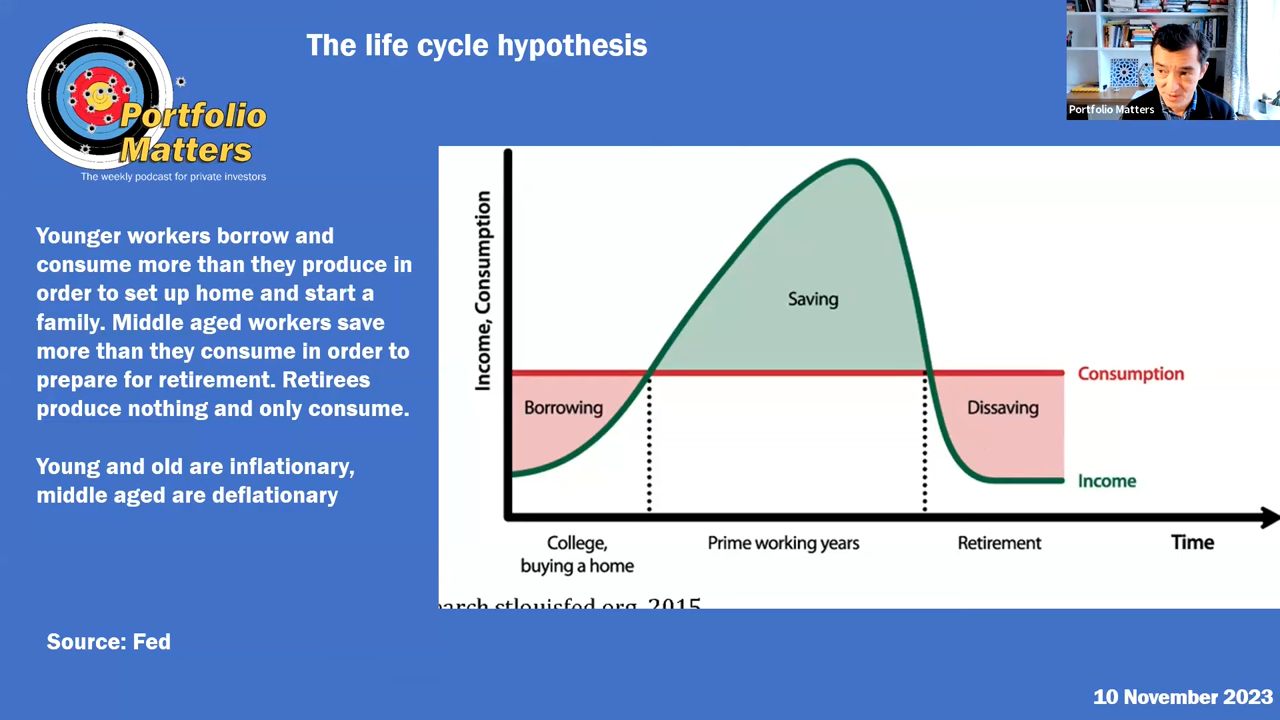 The life cycle hypothesis
Portfolio
Matters
The weekly podcast for private investors
Portfolio Matters
Younger workers borrow and
consume more than they produce in
order to set up home and start a
family. Middle aged workers save
more than they consume in order to
prepare for retirement. Retirees
produce nothing and only consume.
Young and old are inflationary,
middle aged are deflationary
Income, Consumption
Saving
Borrowing
Dissaving
Consumption
Income
College,
buying a home
Prime working years
Retirement
Time
stlouisfed.org, 2015
Source: Fed
10 November 2023